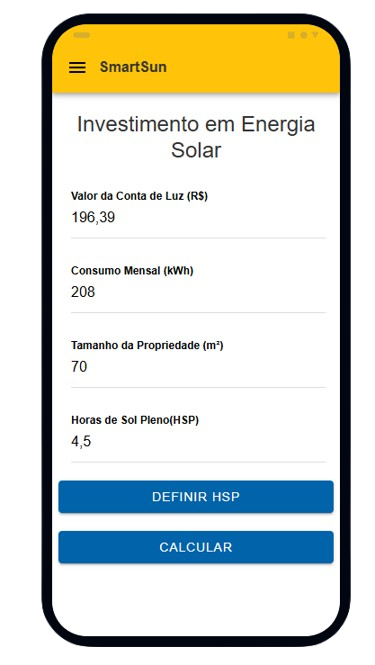 SmartSun
Investimento em Energia
Solar
Valor da Conta de Luz (R$)
196,39
Consumo Mensal (kWh)
208
Tamanho da Propriedade (m²)
70
Horas de Sol Pleno(HSP)
4,5
DEFINIR HSP
CALCULAR